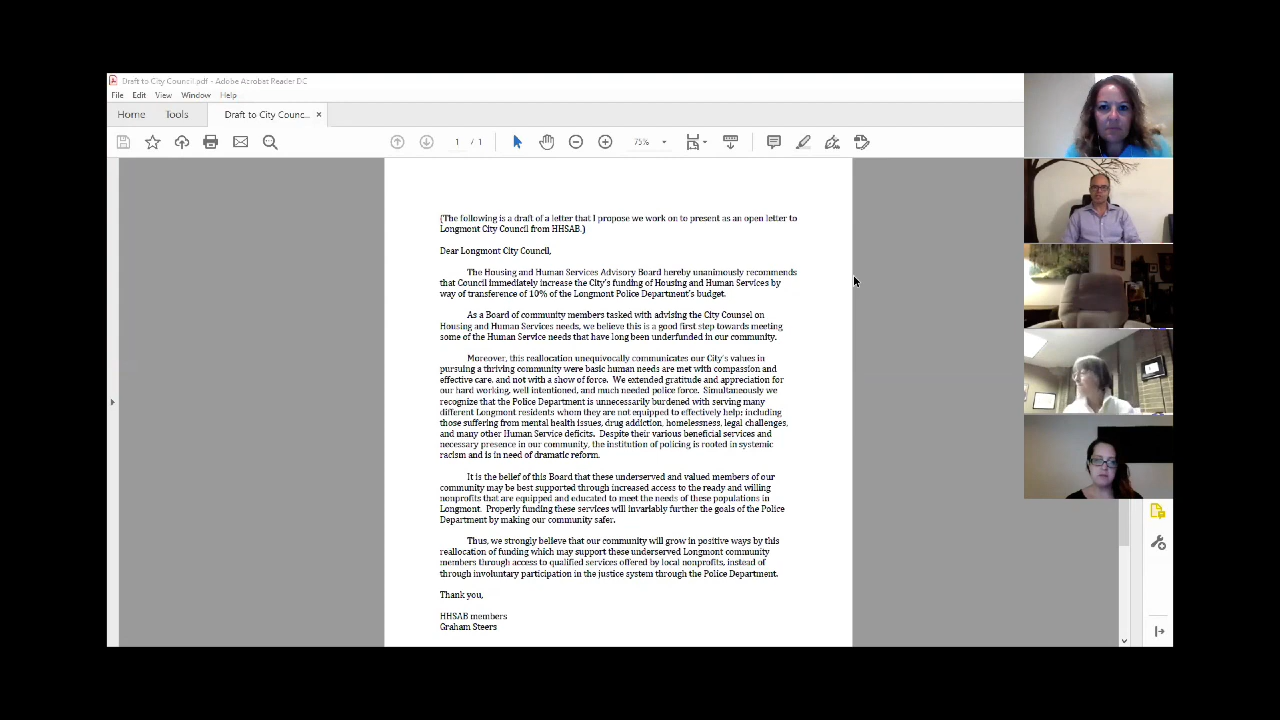 Draft to City Council.pdf - Adobe Acrobat Reader DC
File Edit View Window Help
Home Tools Draft to City Counc... ×
1 / 1 75%
(The following is a draft of a letter that I propose we work on to present as an open letter to
Longmont City Council from HHSAB.)
Dear Longmont City Council,
The Housing and Human Services Advisory Board hereby unanimously recommends
that Council immediately increase the City's funding of Housing and Human Services by
way of transference of 10% of the Longmont Police Department's budget.
As a Board of community members tasked with advising the City Counsel on
Housing and Human Services needs, we believe this is a good first step towards meeting
some of the Human Service needs that have long been underfunded in our community.
Moreover, this reallocation unequivocally communicates our City's values in
pursuing a thriving community were basic human needs are met with compassion and
effective care, and not with a show of force. We extended gratitude and appreciation for
our hard working, well intentioned, and much needed police force. Simultaneously we
recognize that the Police Department is unnecessarily burdened with serving many
different Longmont residents whom they are not equipped to effectively help; including
those suffering from mental health issues, drug addiction, homelessness, legal challenges,
and many other Human Service deficits. Despite their various beneficial services and
necessary presence in our community, the institution of policing is rooted in systemic
racism and is in need of dramatic reform.
It is the belief of this Board that these underserved and valued members of our
community may be best supported through increased access to the ready and willing
nonprofits that are equipped and educated to meet the needs of these populations in
Longmont. Properly funding these services will invariably further the goals of the Police
Department by making our community safer.
Thus, we strongly believe that our community will grow in positive ways by this
reallocation of funding which may support these underserved Longmont community
members through access to qualified services offered by local nonprofits, instead of
through involuntary participation in the justice system through the Police Department.
Thank you,
HHSAB members
Graham Steers